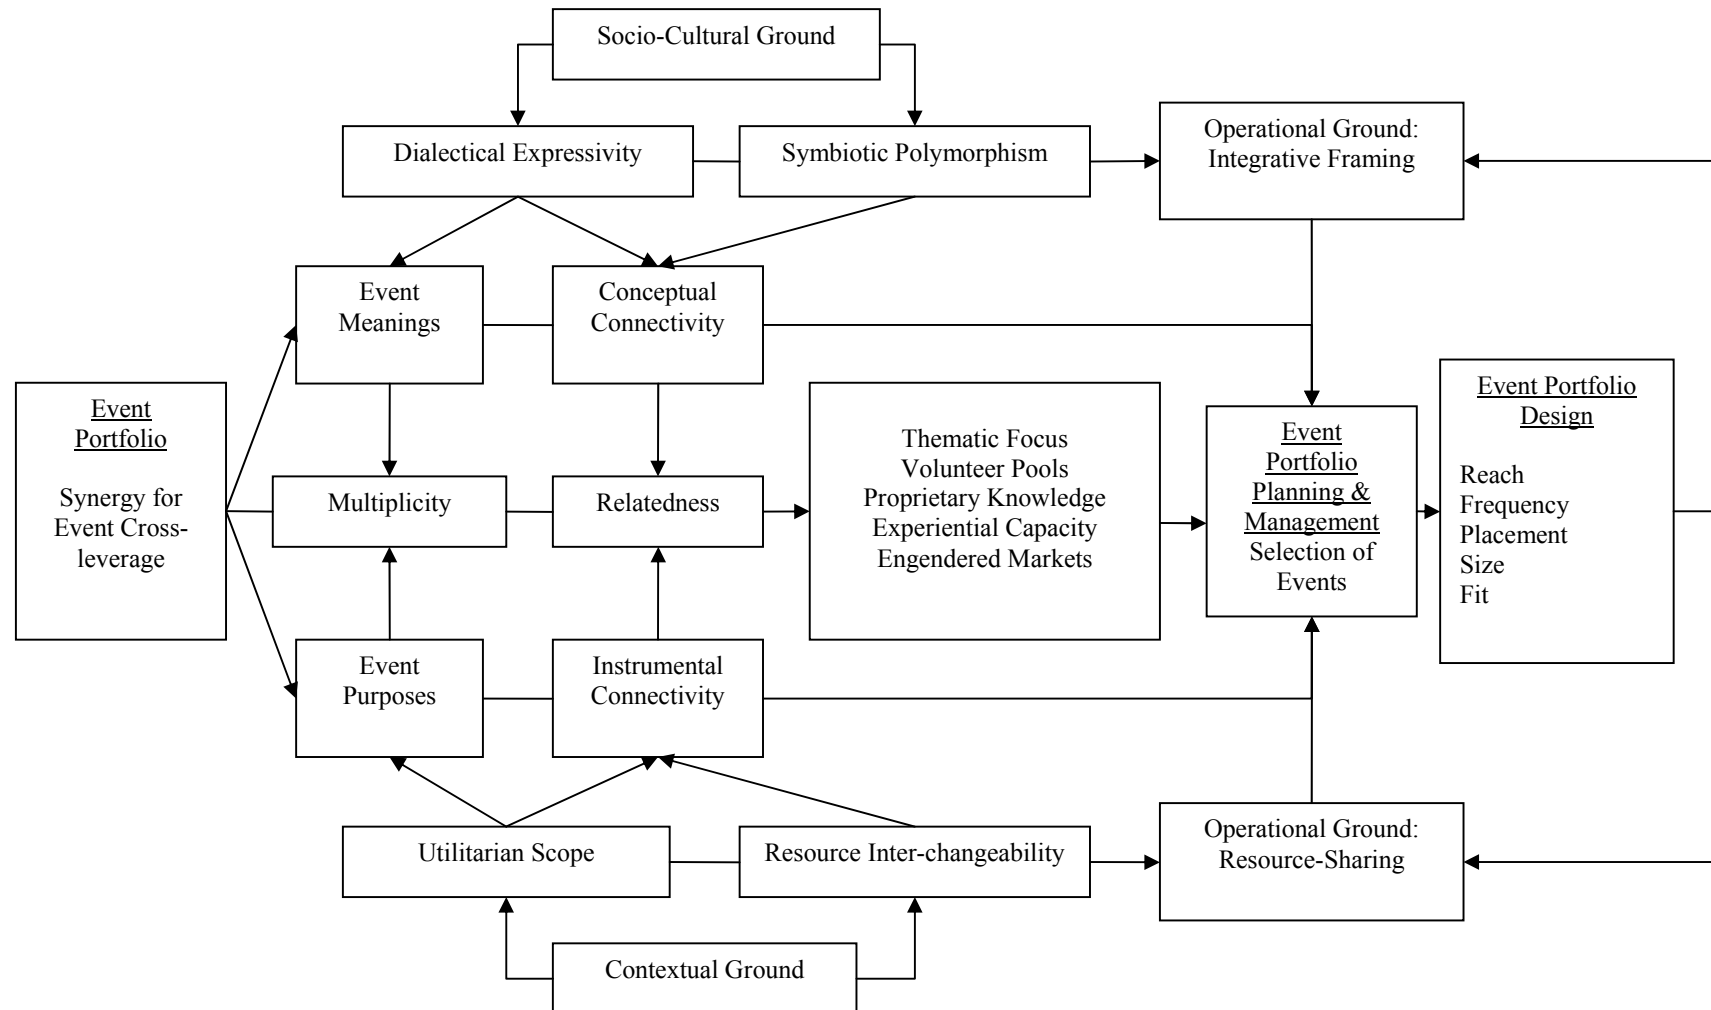 Socio-Cultural Ground
Dialectical Expressivity
Symbiotic Polymorphism
Operational Ground:
Integrative Framing
Event
Meanings
Conceptual
Connectivity
Event
Portfolio
Synergy for
Event Cross-
leverage
Multiplicity
Relatedness
Thematic Focus
Volunteer Pools
Proprietary Knowledge
Experiential Capacity
Engendered Markets
Event
Portfolio
Planning &
Management
Selection of
Events
Event Portfolio
Design
Reach
Frequency
Placement
Size
Fit
Event
Purposes
Instrumental
Connectivity
Utilitarian Scope
Resource Inter-changeability
Operational Ground:
Resource-Sharing
Contextual Ground